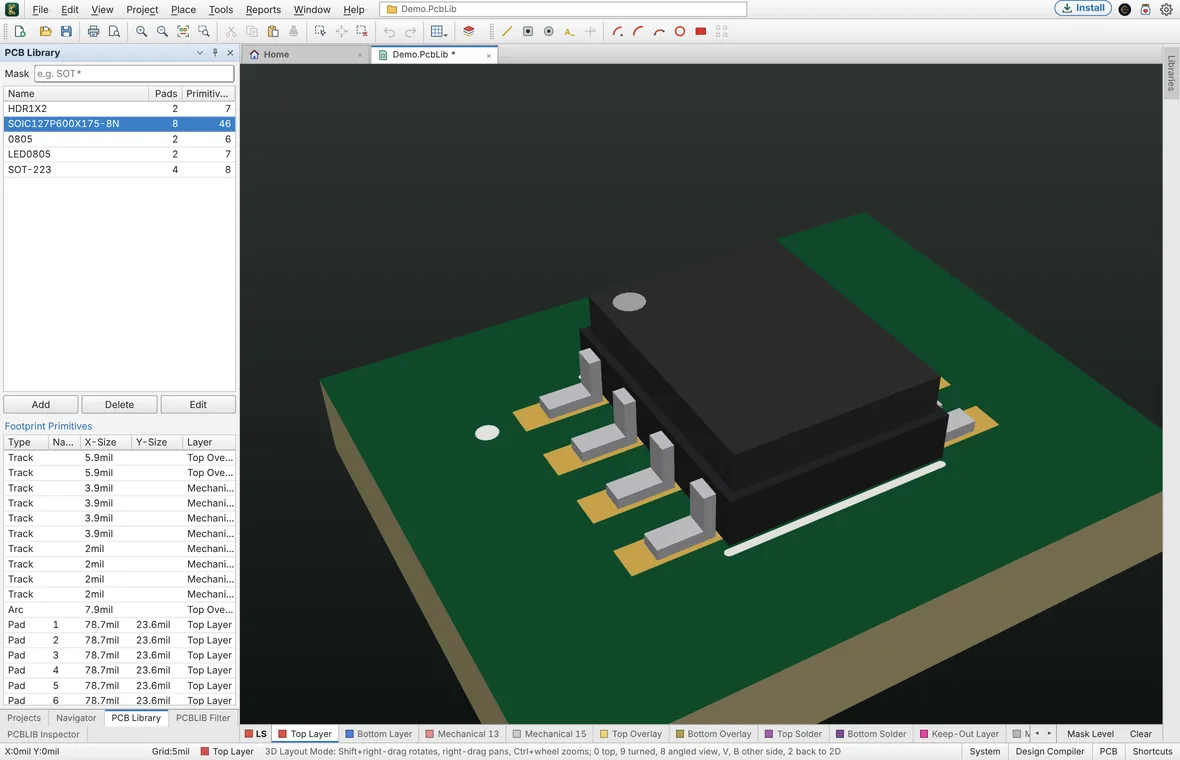 File Edit View Project Place Tools Reports Window Help Demo.PcbLib Install
PCB Library
Home
Demo.PcbLib *
Libraries
Mask e.g. SOT*
Name Pads Primitiv...
HDR1X2 2 7
SOIC127P600X175-8N 8 46
0805 2 6
LED0805 2 7
SOT-223 4 8
Add Delete Edit
Footprint Primitives
Type Na... X-Size Y-Size Layer
Track 5.9mil Top Ove...
Track 5.9mil Top Ove...
Track 3.9mil Mechani...
Track 3.9mil Mechani...
Track 3.9mil Mechani...
Track 3.9mil Mechani...
Track 2mil Mechani...
Track 2mil Mechani...
Track 2mil Mechani...
Track 2mil Mechani...
Arc 7.9mil Top Ove...
Pad 1 78.7mil 23.6mil Top Layer
Pad 2 78.7mil 23.6mil Top Layer
Pad 3 78.7mil 23.6mil Top Layer
Pad 4 78.7mil 23.6mil Top Layer
Pad 5 78.7mil 23.6mil Top Layer
Pad 6 78.7mil 23.6mil Top Layer
Projects Navigator PCB Library PCBLIB Filter
PCBLIB Inspector
LS Top Layer Bottom Layer Mechanical 13 Mechanical 15 Top Overlay Bottom Overlay Top Solder Bottom Solder Keep-Out Layer Mask Level Clear
X:0mil Y:0mil Grid:5mil Top Layer 3D Layout Mode: Shift+right-drag rotates, right-drag pans, Ctrl+wheel zooms; 0 top, 9 turned, 8 angled view, V, B other side, 2 back to 2D System Design Compiler PCB Shortcuts